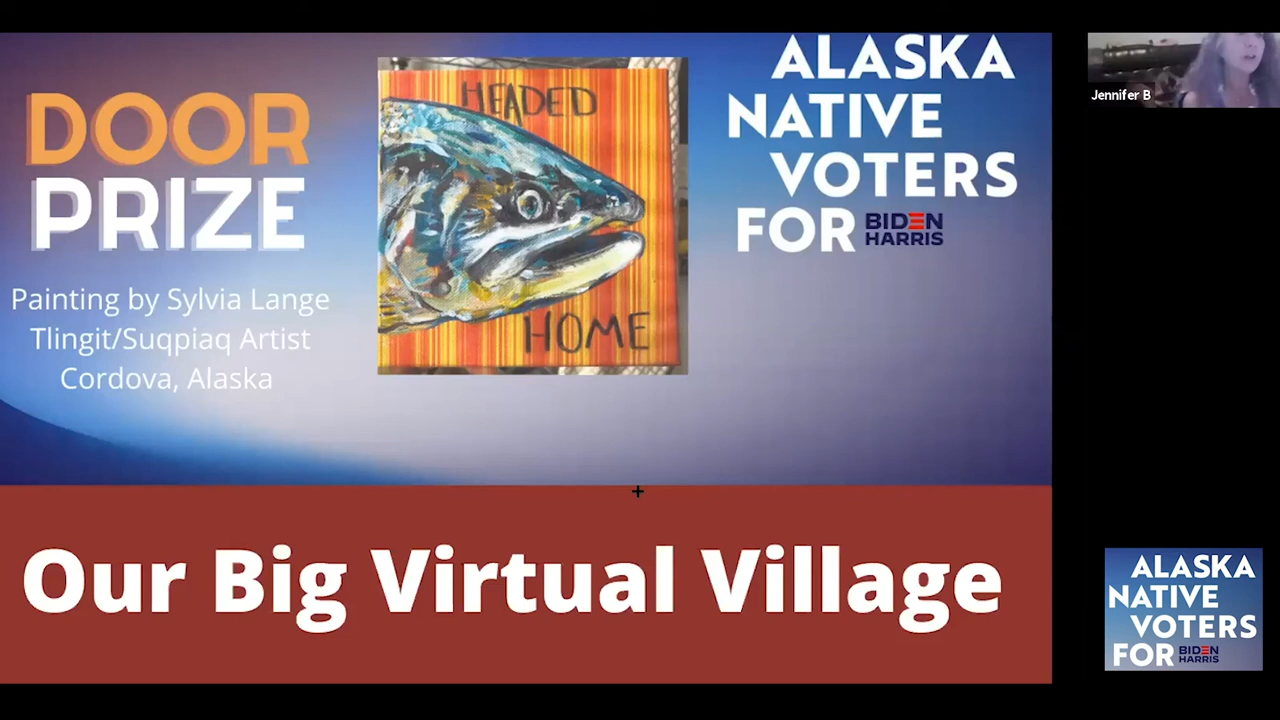 DOOR
PRIZE
Painting by Sylvia Lange
Tlingit/Suqpiaq Artist
Cordova, Alaska
HEADED
HOME
ALASKA
NATIVE
VOTERS
FOR BIDEN
HARRIS
Our Big Virtual Village
Jennifer B
ALASKA
NATIVE
VOTERS
FOR BIDEN
HARRIS